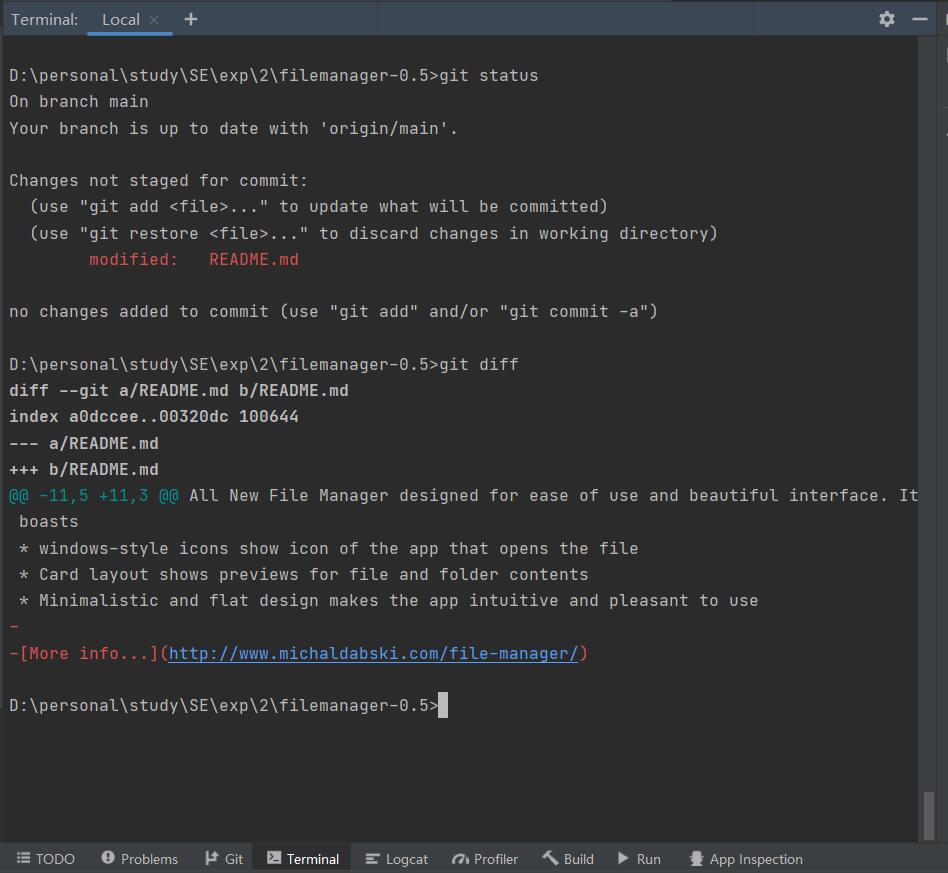 Terminal: Local × +
D:\personal\study\SE\exp\2\filemanager-0.5>git status
On branch main
Your branch is up to date with 'origin/main'.
Changes not staged for commit:
  (use "git add <file>..." to update what will be committed)
  (use "git restore <file>..." to discard changes in working directory)
        modified:   README.md
no changes added to commit (use "git add" and/or "git commit -a")
D:\personal\study\SE\exp\2\filemanager-0.5>git diff
diff --git a/README.md b/README.md
index a0dccee..00320dc 100644
--- a/README.md
+++ b/README.md
@@ -11,5 +11,3 @@ All New File Manager designed for ease of use and beautiful interface. It
 boasts
 * windows-style icons show icon of the app that opens the file
 * Card layout shows previews for file and folder contents
 * Minimalistic and flat design makes the app intuitive and pleasant to use
-
-[More info...](http://www.michaldabski.com/file-manager/)
D:\personal\study\SE\exp\2\filemanager-0.5>
TODO Problems Git Terminal Logcat Profiler Build Run App Inspection